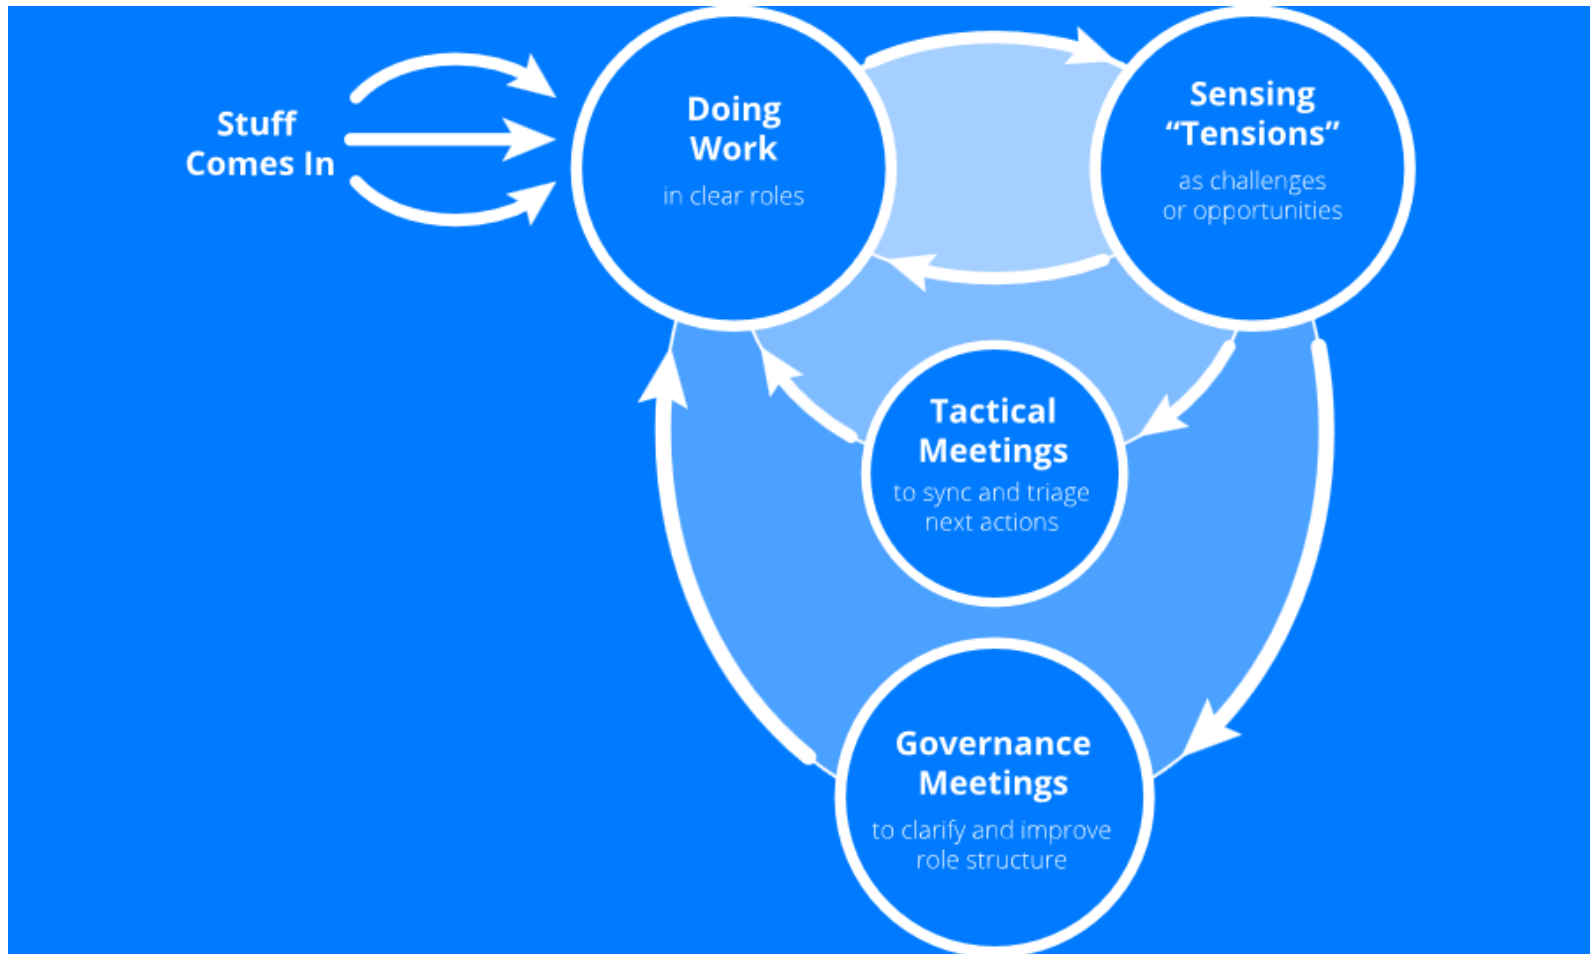 Stuff
Comes In
Doing
Work
in clear roles
Sensing
“Tensions”
as challenges
or opportunities
Tactical
Meetings
to sync and triage
next actions
Governance
Meetings
to clarify and improve
role structure